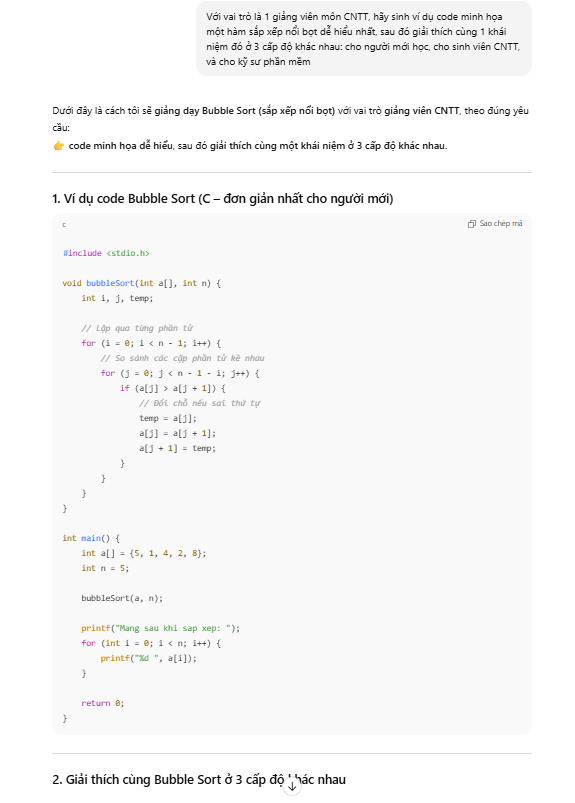 Với vai trò là 1 giảng viên môn CNTT, hãy sinh ví dụ code minh họa
một hàm sắp xếp nổi bọt dễ hiểu nhất, sau đó giải thích cùng 1 khái
niệm đó ở 3 cấp độ khác nhau: cho người mới học, cho sinh viên CNTT,
và cho kỹ sư phần mềm
Dưới đây là cách tôi sẽ giảng dạy Bubble Sort (sắp xếp nổi bọt) với vai trò giảng viên CNTT, theo đúng yêu
cầu:
👉 code minh họa dễ hiểu, sau đó giải thích cùng một khái niệm ở 3 cấp độ khác nhau.
1. Ví dụ code Bubble Sort (C – đơn giản nhất cho người mới)
c
Sao chép mã
#include <stdio.h>
void bubbleSort(int a[], int n) {
    int i, j, temp;
    // Lặp qua từng phần tử
    for (i = 0; i < n - 1; i++) {
        // So sánh các cặp phần tử kề nhau
        for (j = 0; j < n - 1 - i; j++) {
            if (a[j] > a[j + 1]) {
                // Đổi chỗ nếu sai thứ tự
                temp = a[j];
                a[j] = a[j + 1];
                a[j + 1] = temp;
            }
        }
    }
}
int main() {
    int a[] = {5, 1, 4, 2, 8};
    int n = 5;
    bubbleSort(a, n);
    printf("Mang sau khi sap xep: ");
    for (int i = 0; i < n; i++) {
        printf("%d ", a[i]);
    }
    return 0;
}
2. Giải thích cùng Bubble Sort ở 3 cấp độ khác nhau